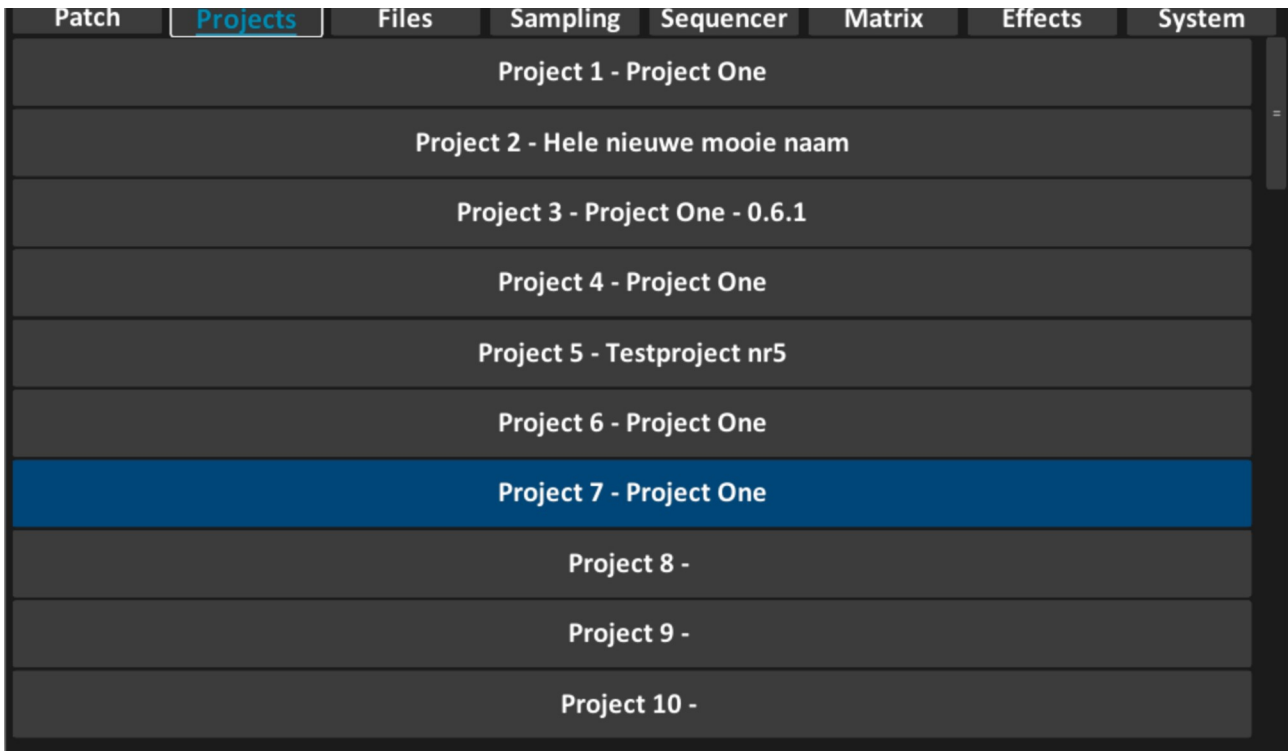 Patch Projects Files Sampling Sequencer Matrix Effects System
Project 1 - Project One
Project 2 - Hele nieuwe mooie naam
Project 3 - Project One - 0.6.1
Project 4 - Project One
Project 5 - Testproject nr5
Project 6 - Project One
Project 7 - Project One
Project 8 -
Project 9 -
Project 10 -